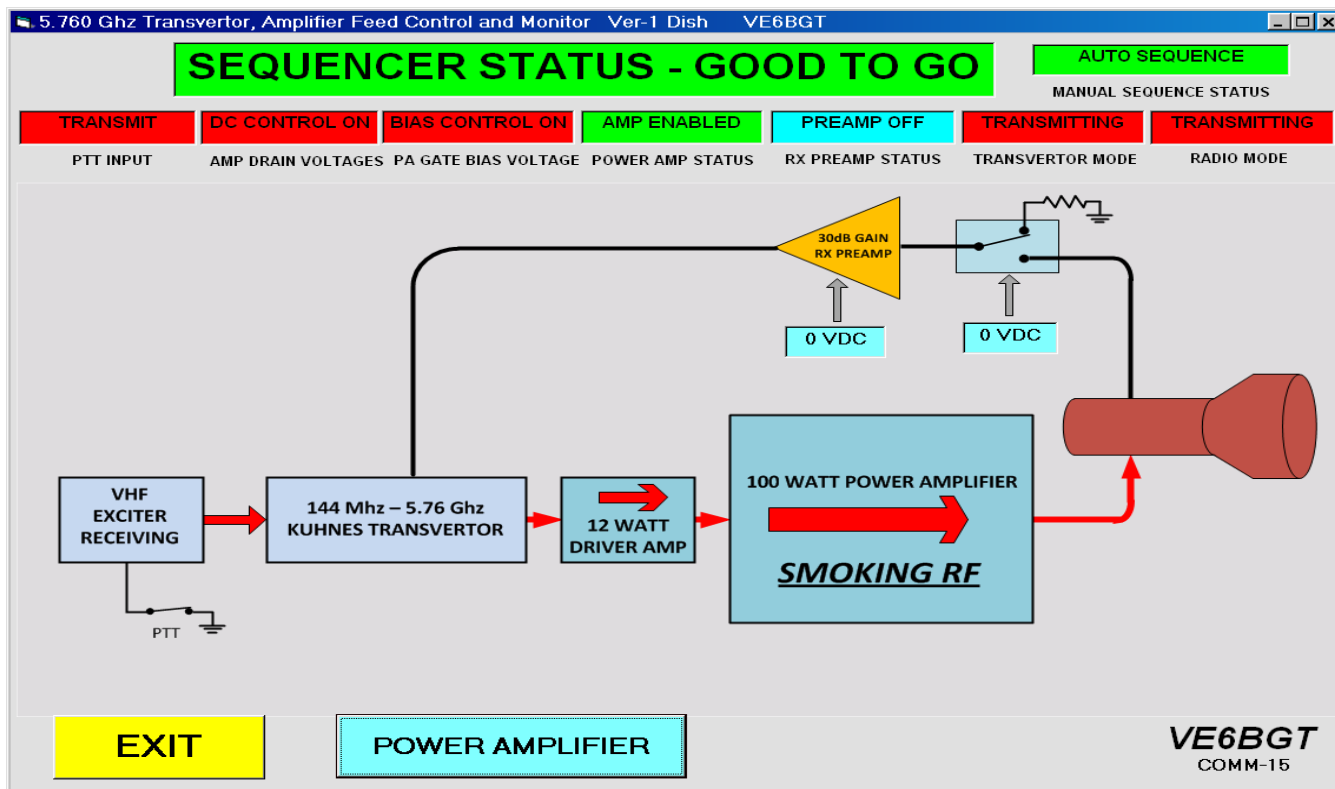 5.760 Ghz Transvertor, Amplifier Feed Control and Monitor Ver-1 Dish VE6BGT
SEQUENCER STATUS - GOOD TO GO
AUTO SEQUENCE
MANUAL SEQUENCE STATUS
TRANSMIT
DC CONTROL ON
BIAS CONTROL ON
AMP ENABLED
PREAMP OFF
TRANSMITTING
TRANSMITTING
PTT INPUT
AMP DRAIN VOLTAGES
PA GATE BIAS VOLTAGE
POWER AMP STATUS
RX PREAMP STATUS
TRANSVERTOR MODE
RADIO MODE
30dB GAIN
RX PREAMP
0 VDC
0 VDC
VHF
EXCITER
RECEIVING
144 Mhz – 5.76 Ghz
KUHNES TRANSVERTOR
12 WATT
DRIVER AMP
100 WATT POWER AMPLIFIER
SMOKING RF
PTT
EXIT
POWER AMPLIFIER
VE6BGT
COMM-15